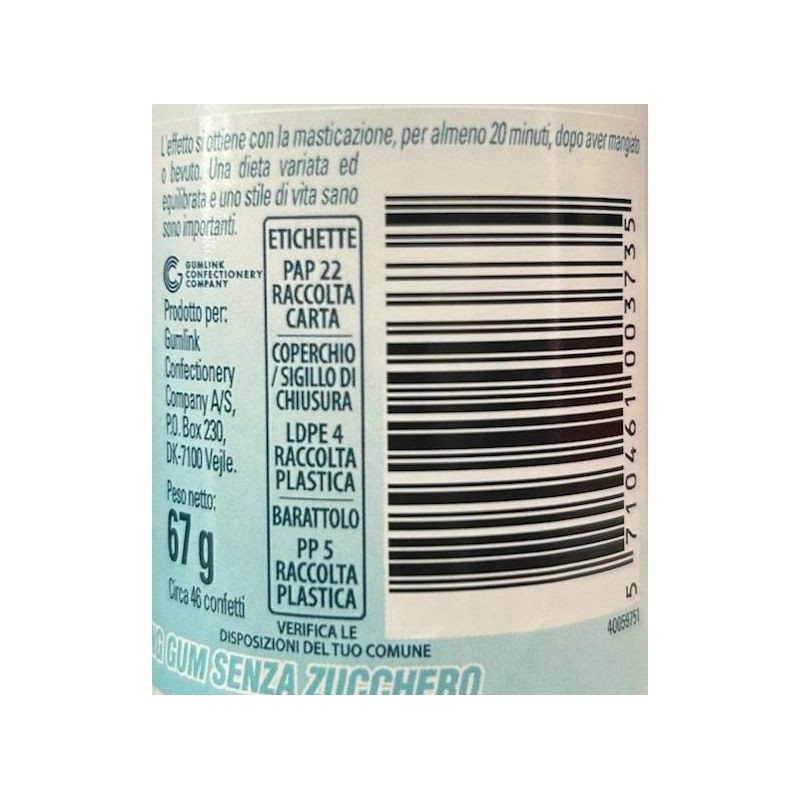 L'effetto si ottiene con la masticazione, per almeno 20 minuti, dopo aver mangiato
o bevuto. Una dieta variata ed
equilibrata e uno stile di vita sano
sono importanti.
GUMLINK
CONFECTIONERY
COMPANY
Prodotto per:
Gumlink
Confectionery
Company A/S,
P.O. Box 230,
DK-7100 Vejle.
Peso netto:
67 g
Circa 46 confetti
ETICHETTE
PAP 22
RACCOLTA
CARTA
COPERCHIO
/ SIGILLO DI
CHIUSURA
LDPE 4
RACCOLTA
PLASTICA
BARATTOLO
PP 5
RACCOLTA
PLASTICA
VERIFICA LE
DISPOSIZIONI DEL TUO COMUNE
5 710461 003735
40059751
NG GUM SENZA ZUCCHERO